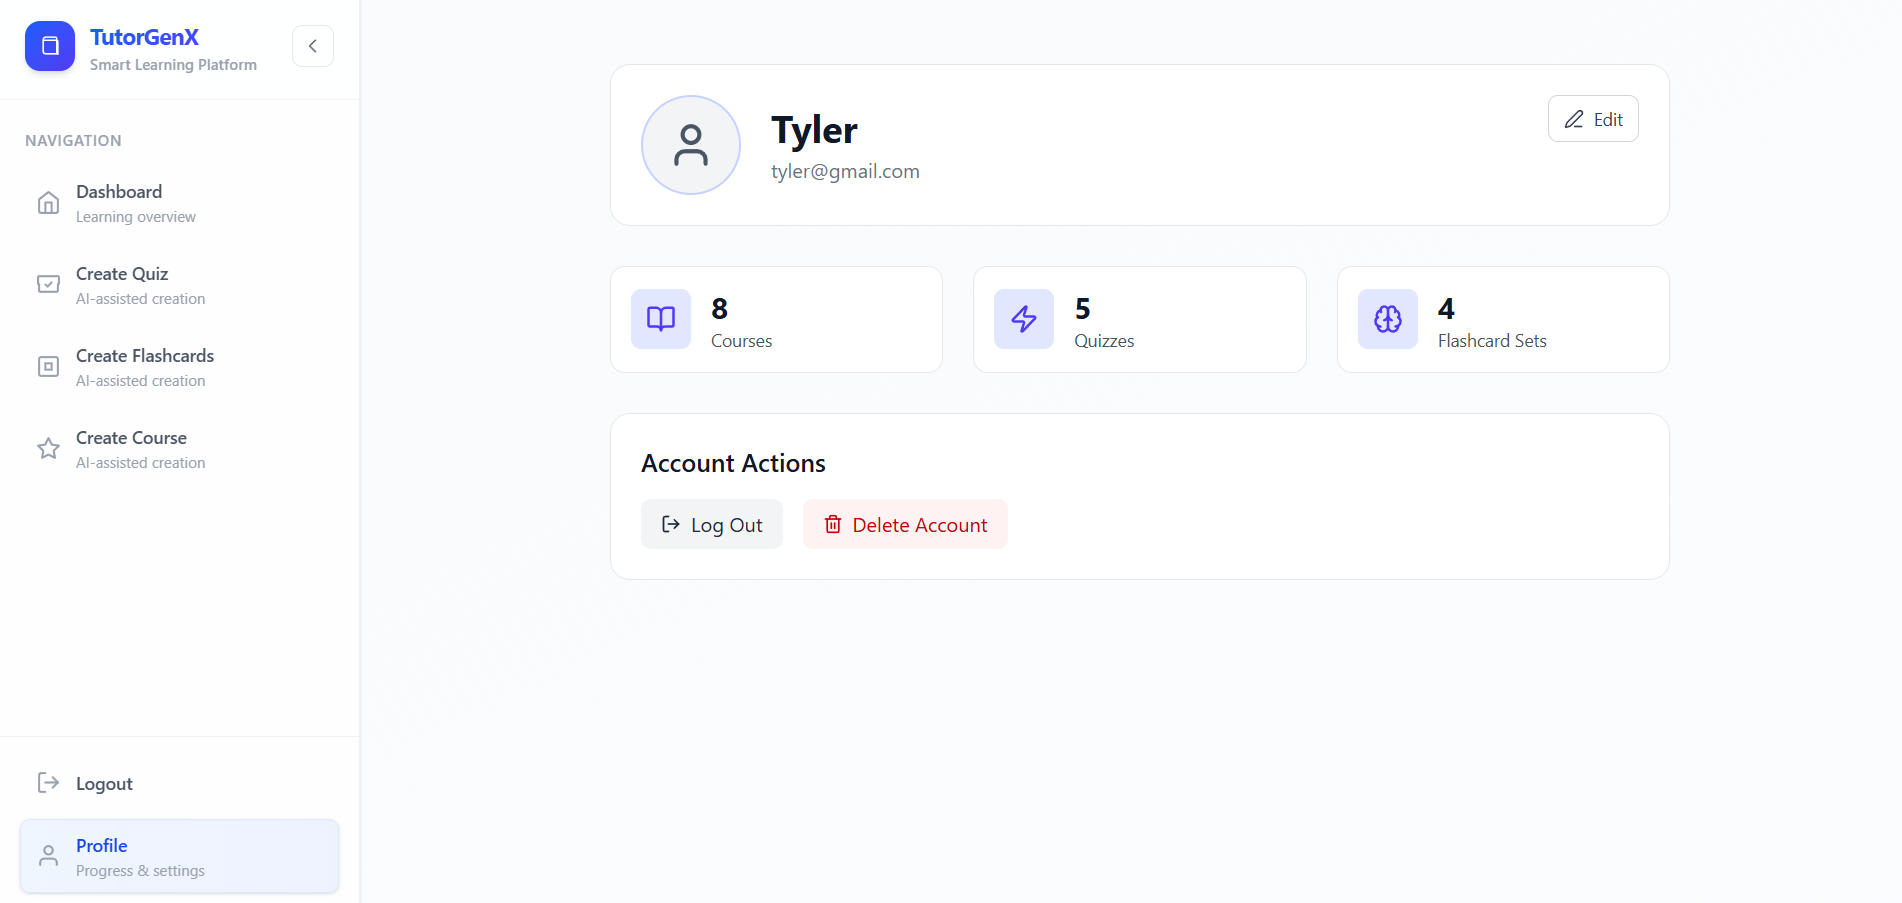 TutorGenX
Smart Learning Platform
NAVIGATION
Dashboard
Learning overview
Create Quiz
AI-assisted creation
Create Flashcards
AI-assisted creation
Create Course
AI-assisted creation
Logout
Profile
Progress & settings
Tyler
tyler@gmail.com
Edit
8
Courses
5
Quizzes
4
Flashcard Sets
Account Actions
Log Out
Delete Account